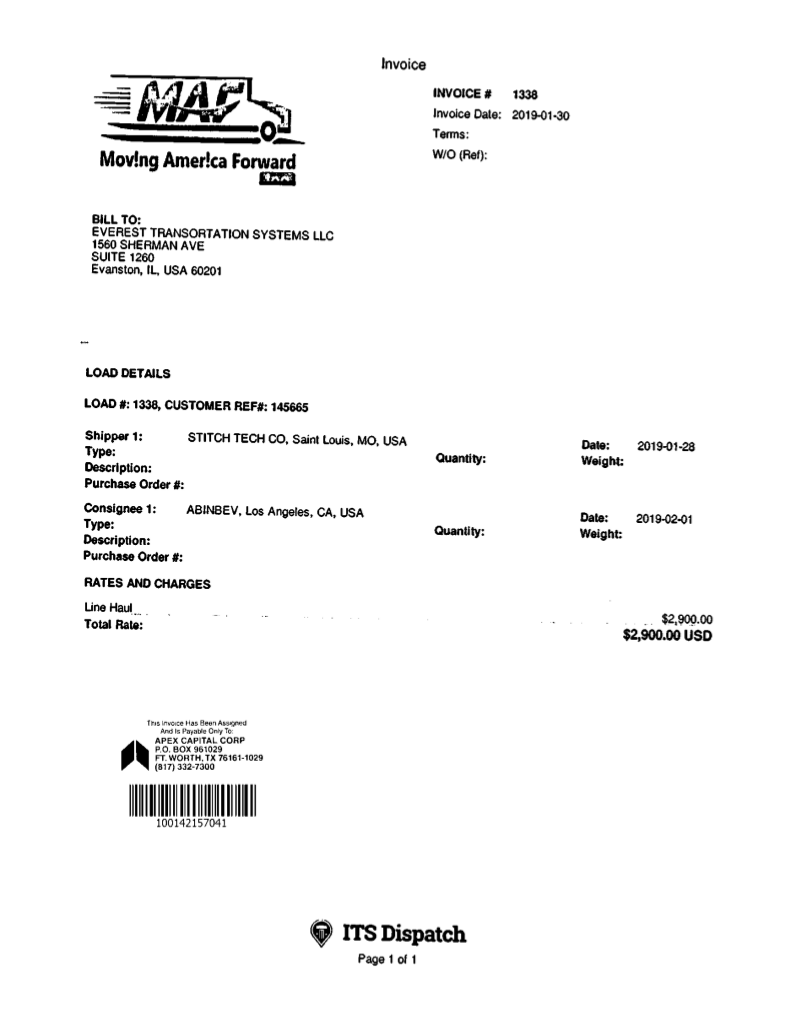 Invoice
MAF
Mov!ng Amer!ca Forward
INVOICE # 1338
Invoice Date: 2019-01-30
Terms:
W/O (Ref):
BILL TO:
EVEREST TRANSORTATION SYSTEMS LLC
1560 SHERMAN AVE
SUITE 1260
Evanston, IL, USA 60201
LOAD DETAILS
LOAD #: 1338, CUSTOMER REF#: 145665
Shipper 1: STITCH TECH CO, Saint Louis, MO, USA Date: 2019-01-28
Type: Quantity: Weight:
Description:
Purchase Order #:
Consignee 1: ABINBEV, Los Angeles, CA, USA Date: 2019-02-01
Type: Quantity: Weight:
Description:
Purchase Order #:
RATES AND CHARGES
Line Haul $2,900.00
Total Rate: $2,900.00 USD
This Invoice Has Been Assigned
And Is Payable Only To:
APEX CAPITAL CORP
P.O. BOX 961029
FT. WORTH, TX 76161-1029
(817) 332-7300
100142157041
ITS Dispatch
Page 1 of 1